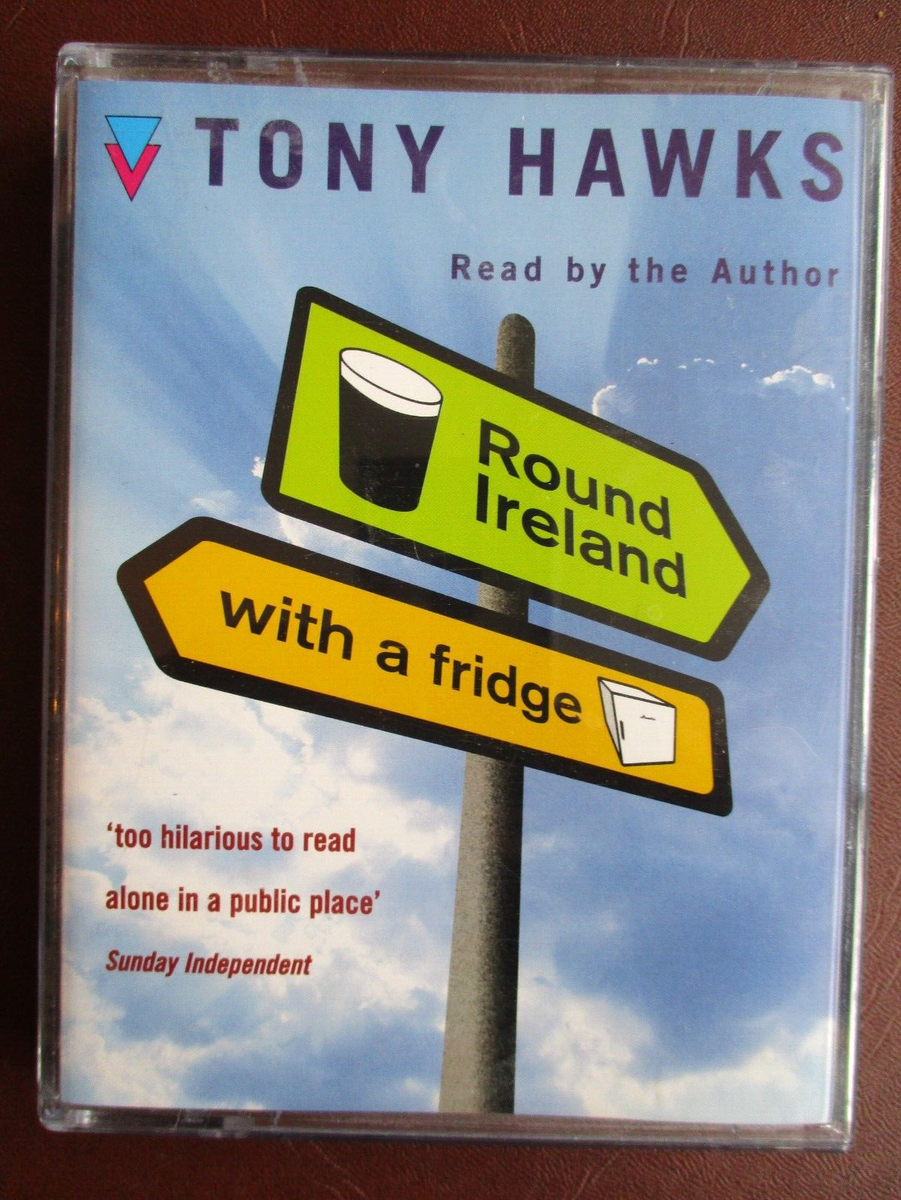 TONY HAWKS
Read by the Author
Round
Ireland
with a fridge
‘too hilarious to read
alone in a public place’
Sunday Independent